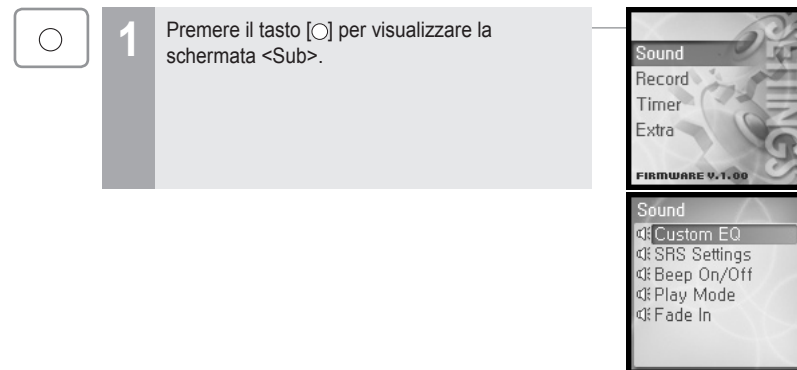 1
Premere il tasto [○] per visualizzare la
schermata <Sub>.
SETTINGS
Sound
Record
Timer
Extra
FIRMWARE V.1.00
Sound
Custom EQ
SRS Settings
Beep On/Off
Play Mode
Fade In